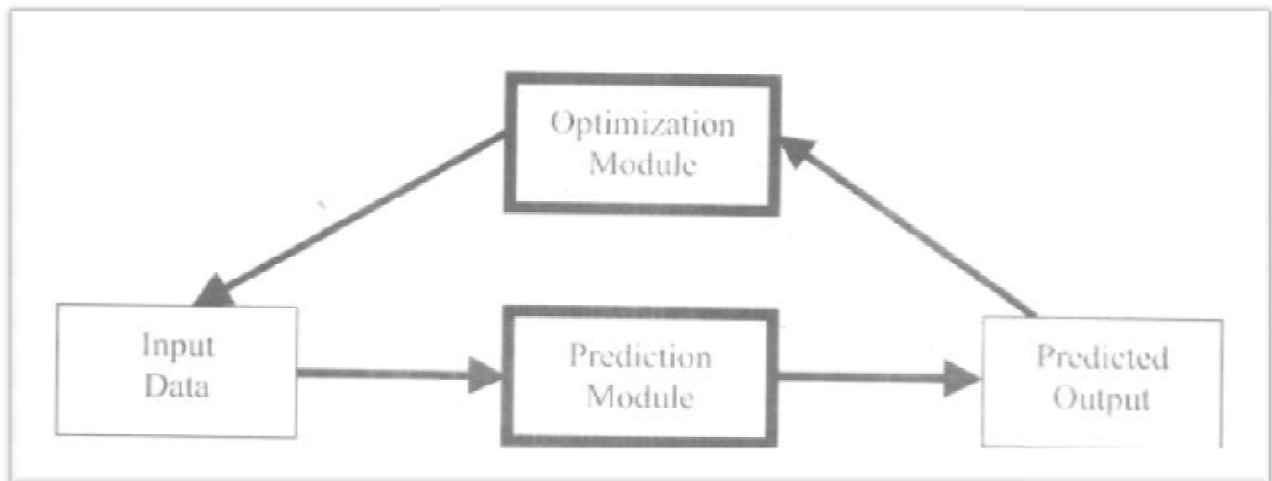 Optimization
Module
Input
Data
Prediction
Module
Predicted
Output